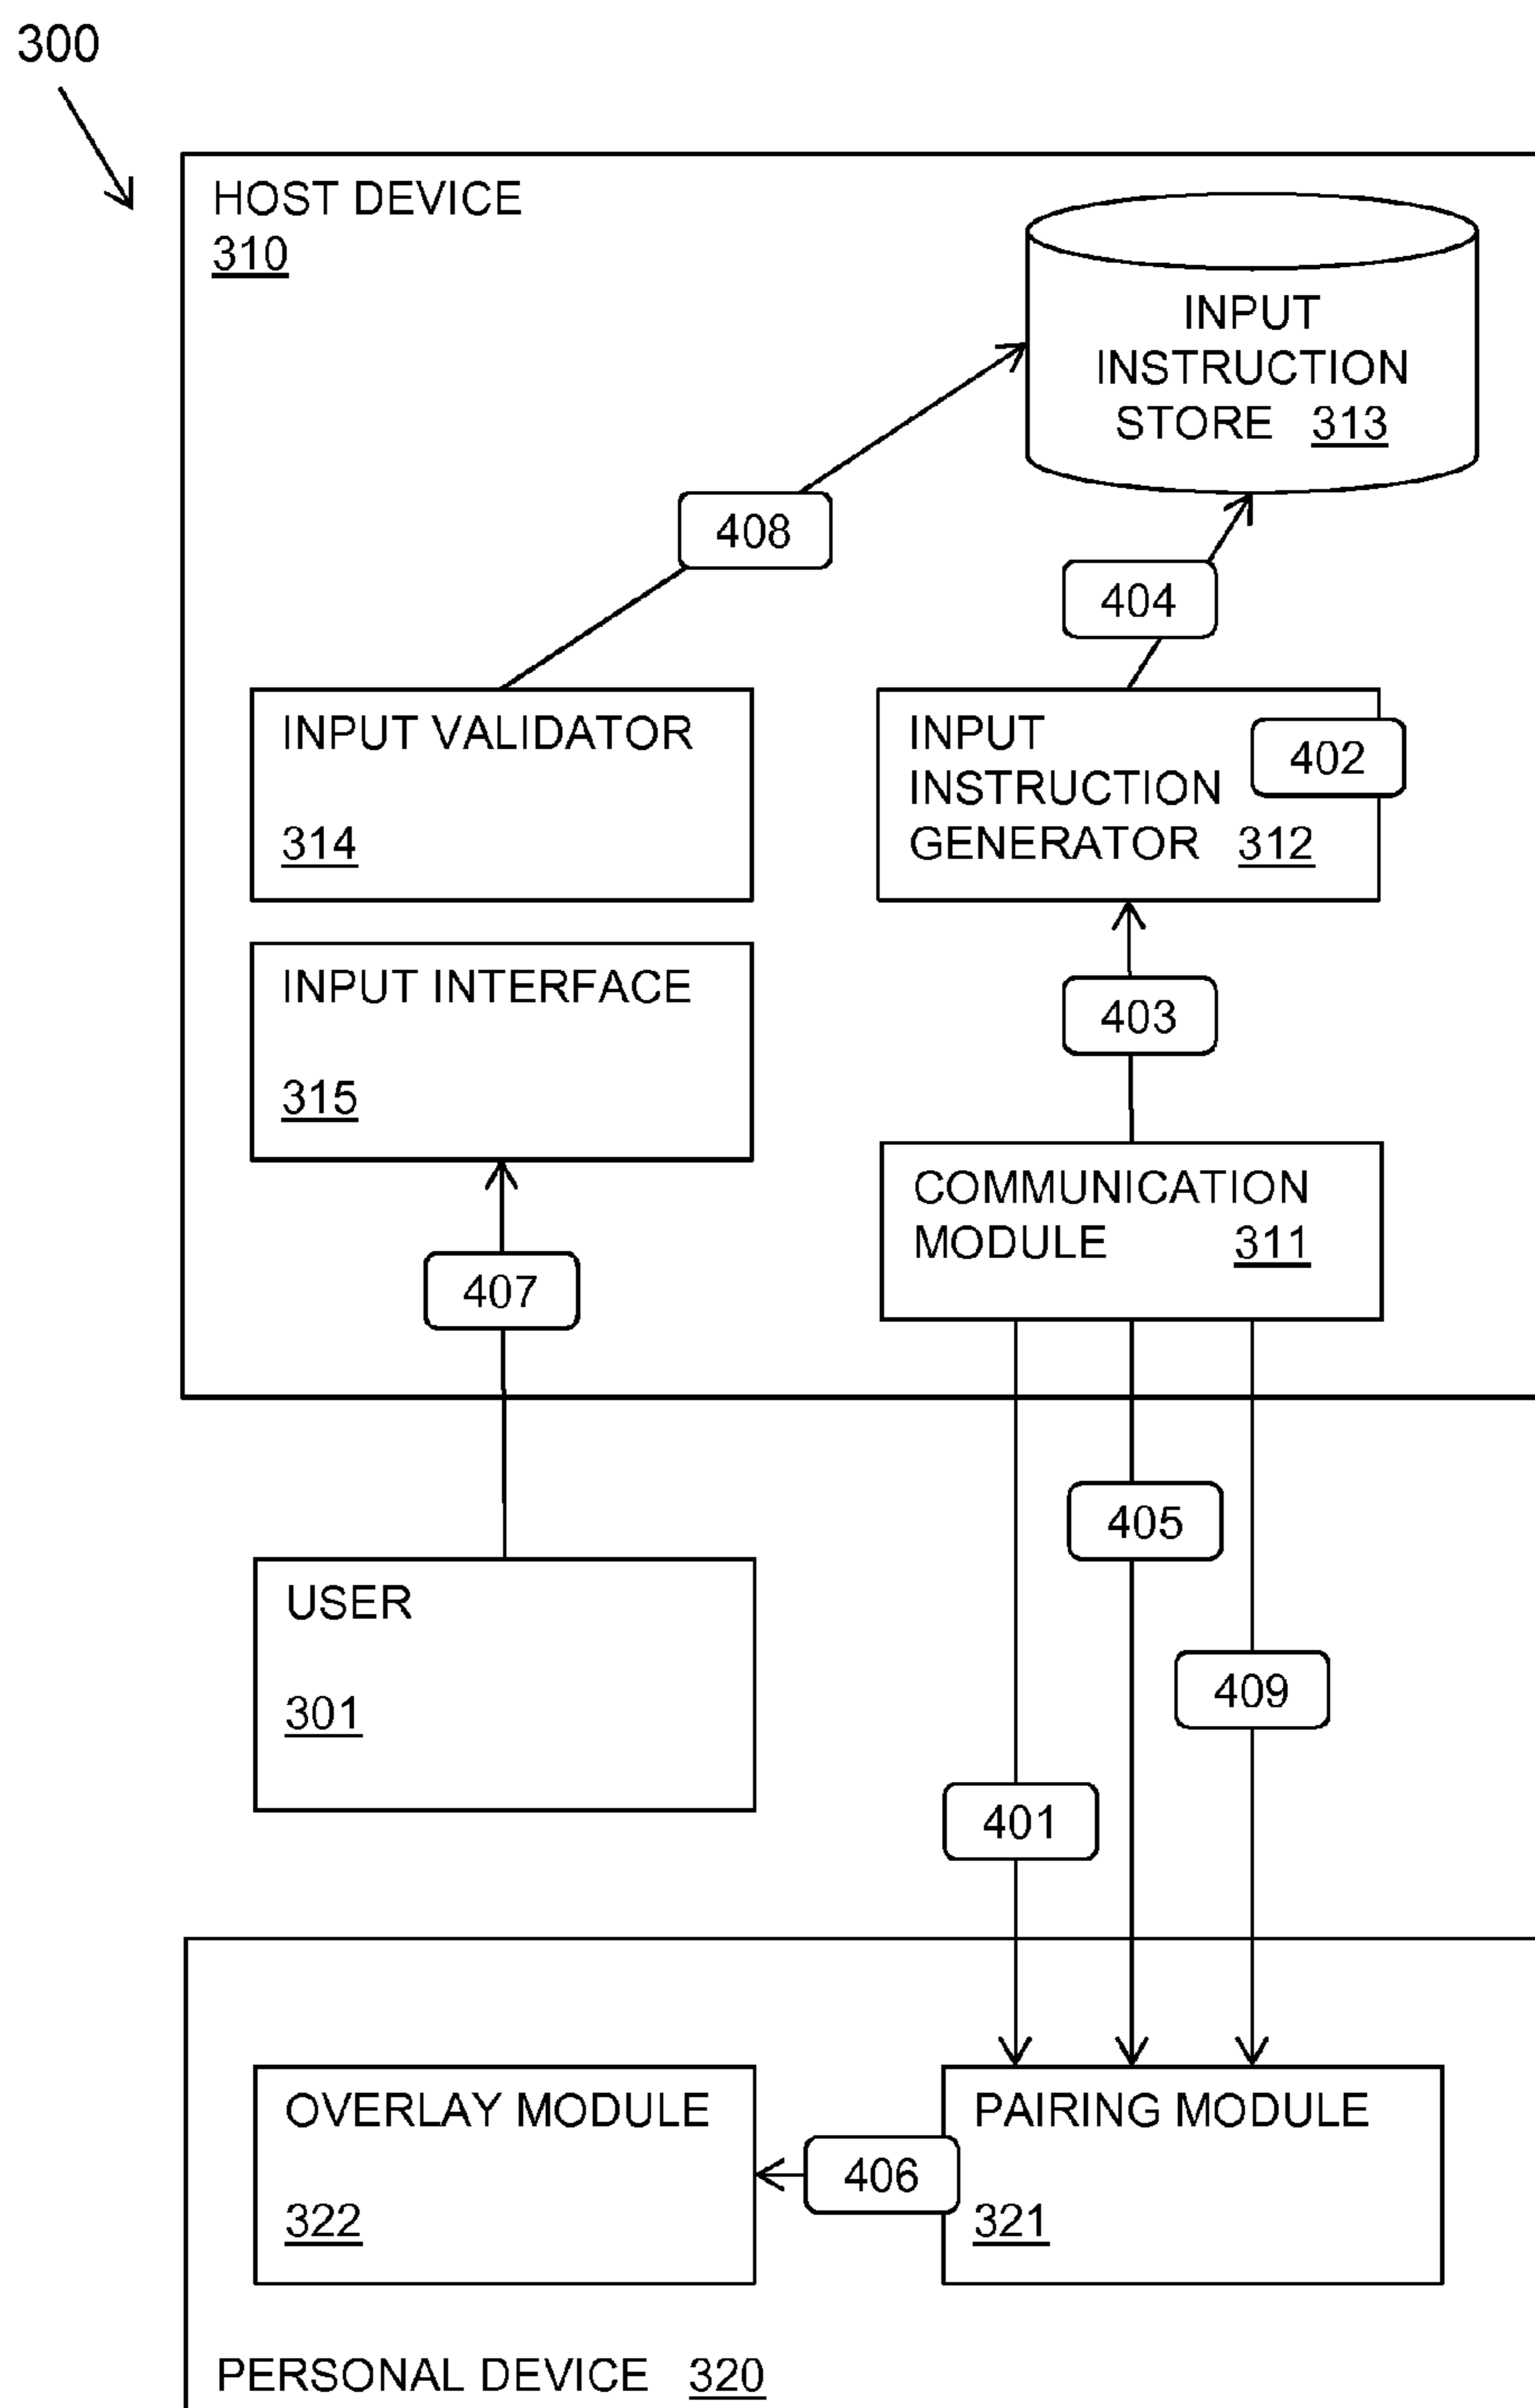 300
HOST DEVICE
310
INPUT
INSTRUCTION
STORE 313
408
404
INPUT VALIDATOR
314
INPUT
INSTRUCTION
GENERATOR 312
402
INPUT INTERFACE
315
403
COMMUNICATION
MODULE 311
407
405
USER
301
409
401
OVERLAY MODULE
322
406
PAIRING MODULE
321
PERSONAL DEVICE 320